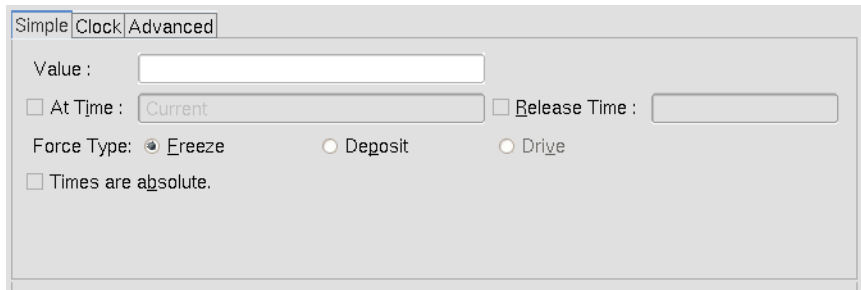 Simple Clock Advanced
Value :
At Time : Current Release Time :
Force Type: Freeze Deposit Drive
Times are absolute.